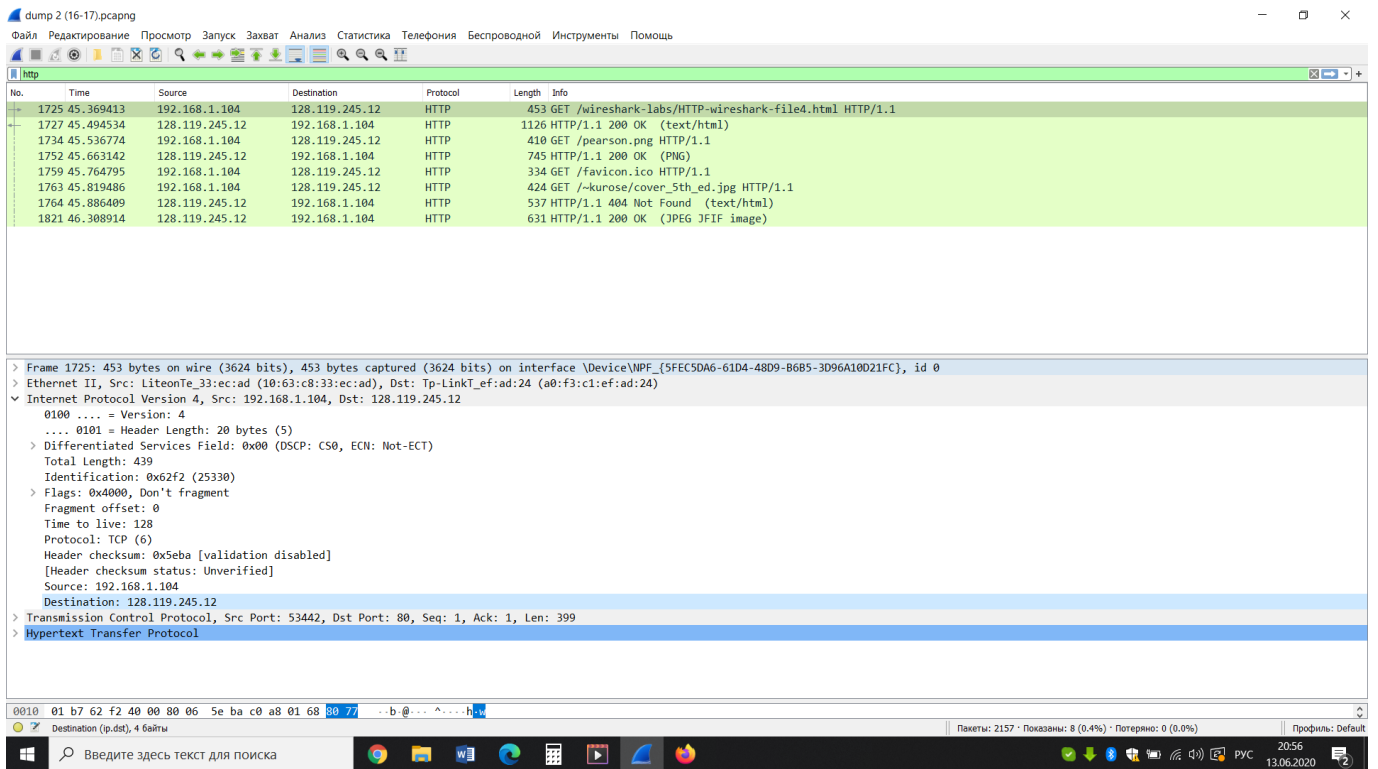 dump 2 (16-17).pcapng
Файл Редактирование Просмотр Запуск Захват Анализ Статистика Телефония Беспроводной Инструменты Помощь
http
No. Time Source Destination Protocol Length Info
1725 45.369413 192.168.1.104 128.119.245.12 HTTP 453 GET /wireshark-labs/HTTP-wireshark-file4.html HTTP/1.1
1727 45.494534 128.119.245.12 192.168.1.104 HTTP 1126 HTTP/1.1 200 OK (text/html)
1734 45.536774 192.168.1.104 128.119.245.12 HTTP 410 GET /pearson.png HTTP/1.1
1752 45.663142 128.119.245.12 192.168.1.104 HTTP 745 HTTP/1.1 200 OK (PNG)
1759 45.764795 192.168.1.104 128.119.245.12 HTTP 334 GET /favicon.ico HTTP/1.1
1763 45.819486 192.168.1.104 128.119.245.12 HTTP 424 GET /~kurose/cover_5th_ed.jpg HTTP/1.1
1764 45.886409 128.119.245.12 192.168.1.104 HTTP 537 HTTP/1.1 404 Not Found (text/html)
1821 46.308914 128.119.245.12 192.168.1.104 HTTP 631 HTTP/1.1 200 OK (JPEG JFIF image)
Frame 1725: 453 bytes on wire (3624 bits), 453 bytes captured (3624 bits) on interface \Device\NPF_{5FEC5DA6-61D4-48D9-B6B5-3D96A10D21FC}, id 0
Ethernet II, Src: LiteonTe_33:ec:ad (10:63:c8:33:ec:ad), Dst: Tp-LinkT_ef:ad:24 (a0:f3:c1:ef:ad:24)
Internet Protocol Version 4, Src: 192.168.1.104, Dst: 128.119.245.12
0100 .... = Version: 4
.... 0101 = Header Length: 20 bytes (5)
Differentiated Services Field: 0x00 (DSCP: CS0, ECN: Not-ECT)
Total Length: 439
Identification: 0x62f2 (25330)
Flags: 0x4000, Don't fragment
Fragment offset: 0
Time to live: 128
Protocol: TCP (6)
Header checksum: 0x5eba [validation disabled]
[Header checksum status: Unverified]
Source: 192.168.1.104
Destination: 128.119.245.12
Transmission Control Protocol, Src Port: 53442, Dst Port: 80, Seq: 1, Ack: 1, Len: 399
Hypertext Transfer Protocol
0010 01 b7 62 f2 40 00 80 06 5e ba c0 a8 01 68 80 77 ··b·@··· ^····h·w
Destination (ip.dst), 4 байты
Пакеты: 2157 · Показаны: 8 (0.4%) · Потеряно: 0 (0.0%)
Профиль: Default
Введите здесь текст для поиска
РУС
20:56
13.06.2020
2